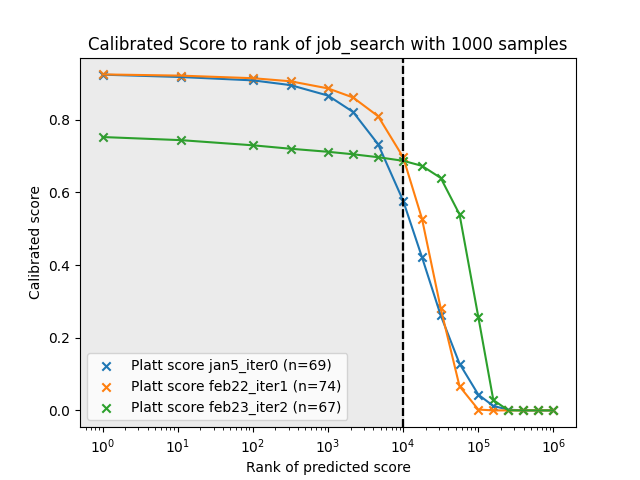 Calibrated Score to rank of job_search with 1000 samples
Calibrated score
0.8
0.6
0.4
0.2
0.0
Platt score jan5_iter0 (n=69)
Platt score feb22_iter1 (n=74)
Platt score feb23_iter2 (n=67)
10⁰ 10¹ 10² 10³ 10⁴ 10⁵ 10⁶
Rank of predicted score